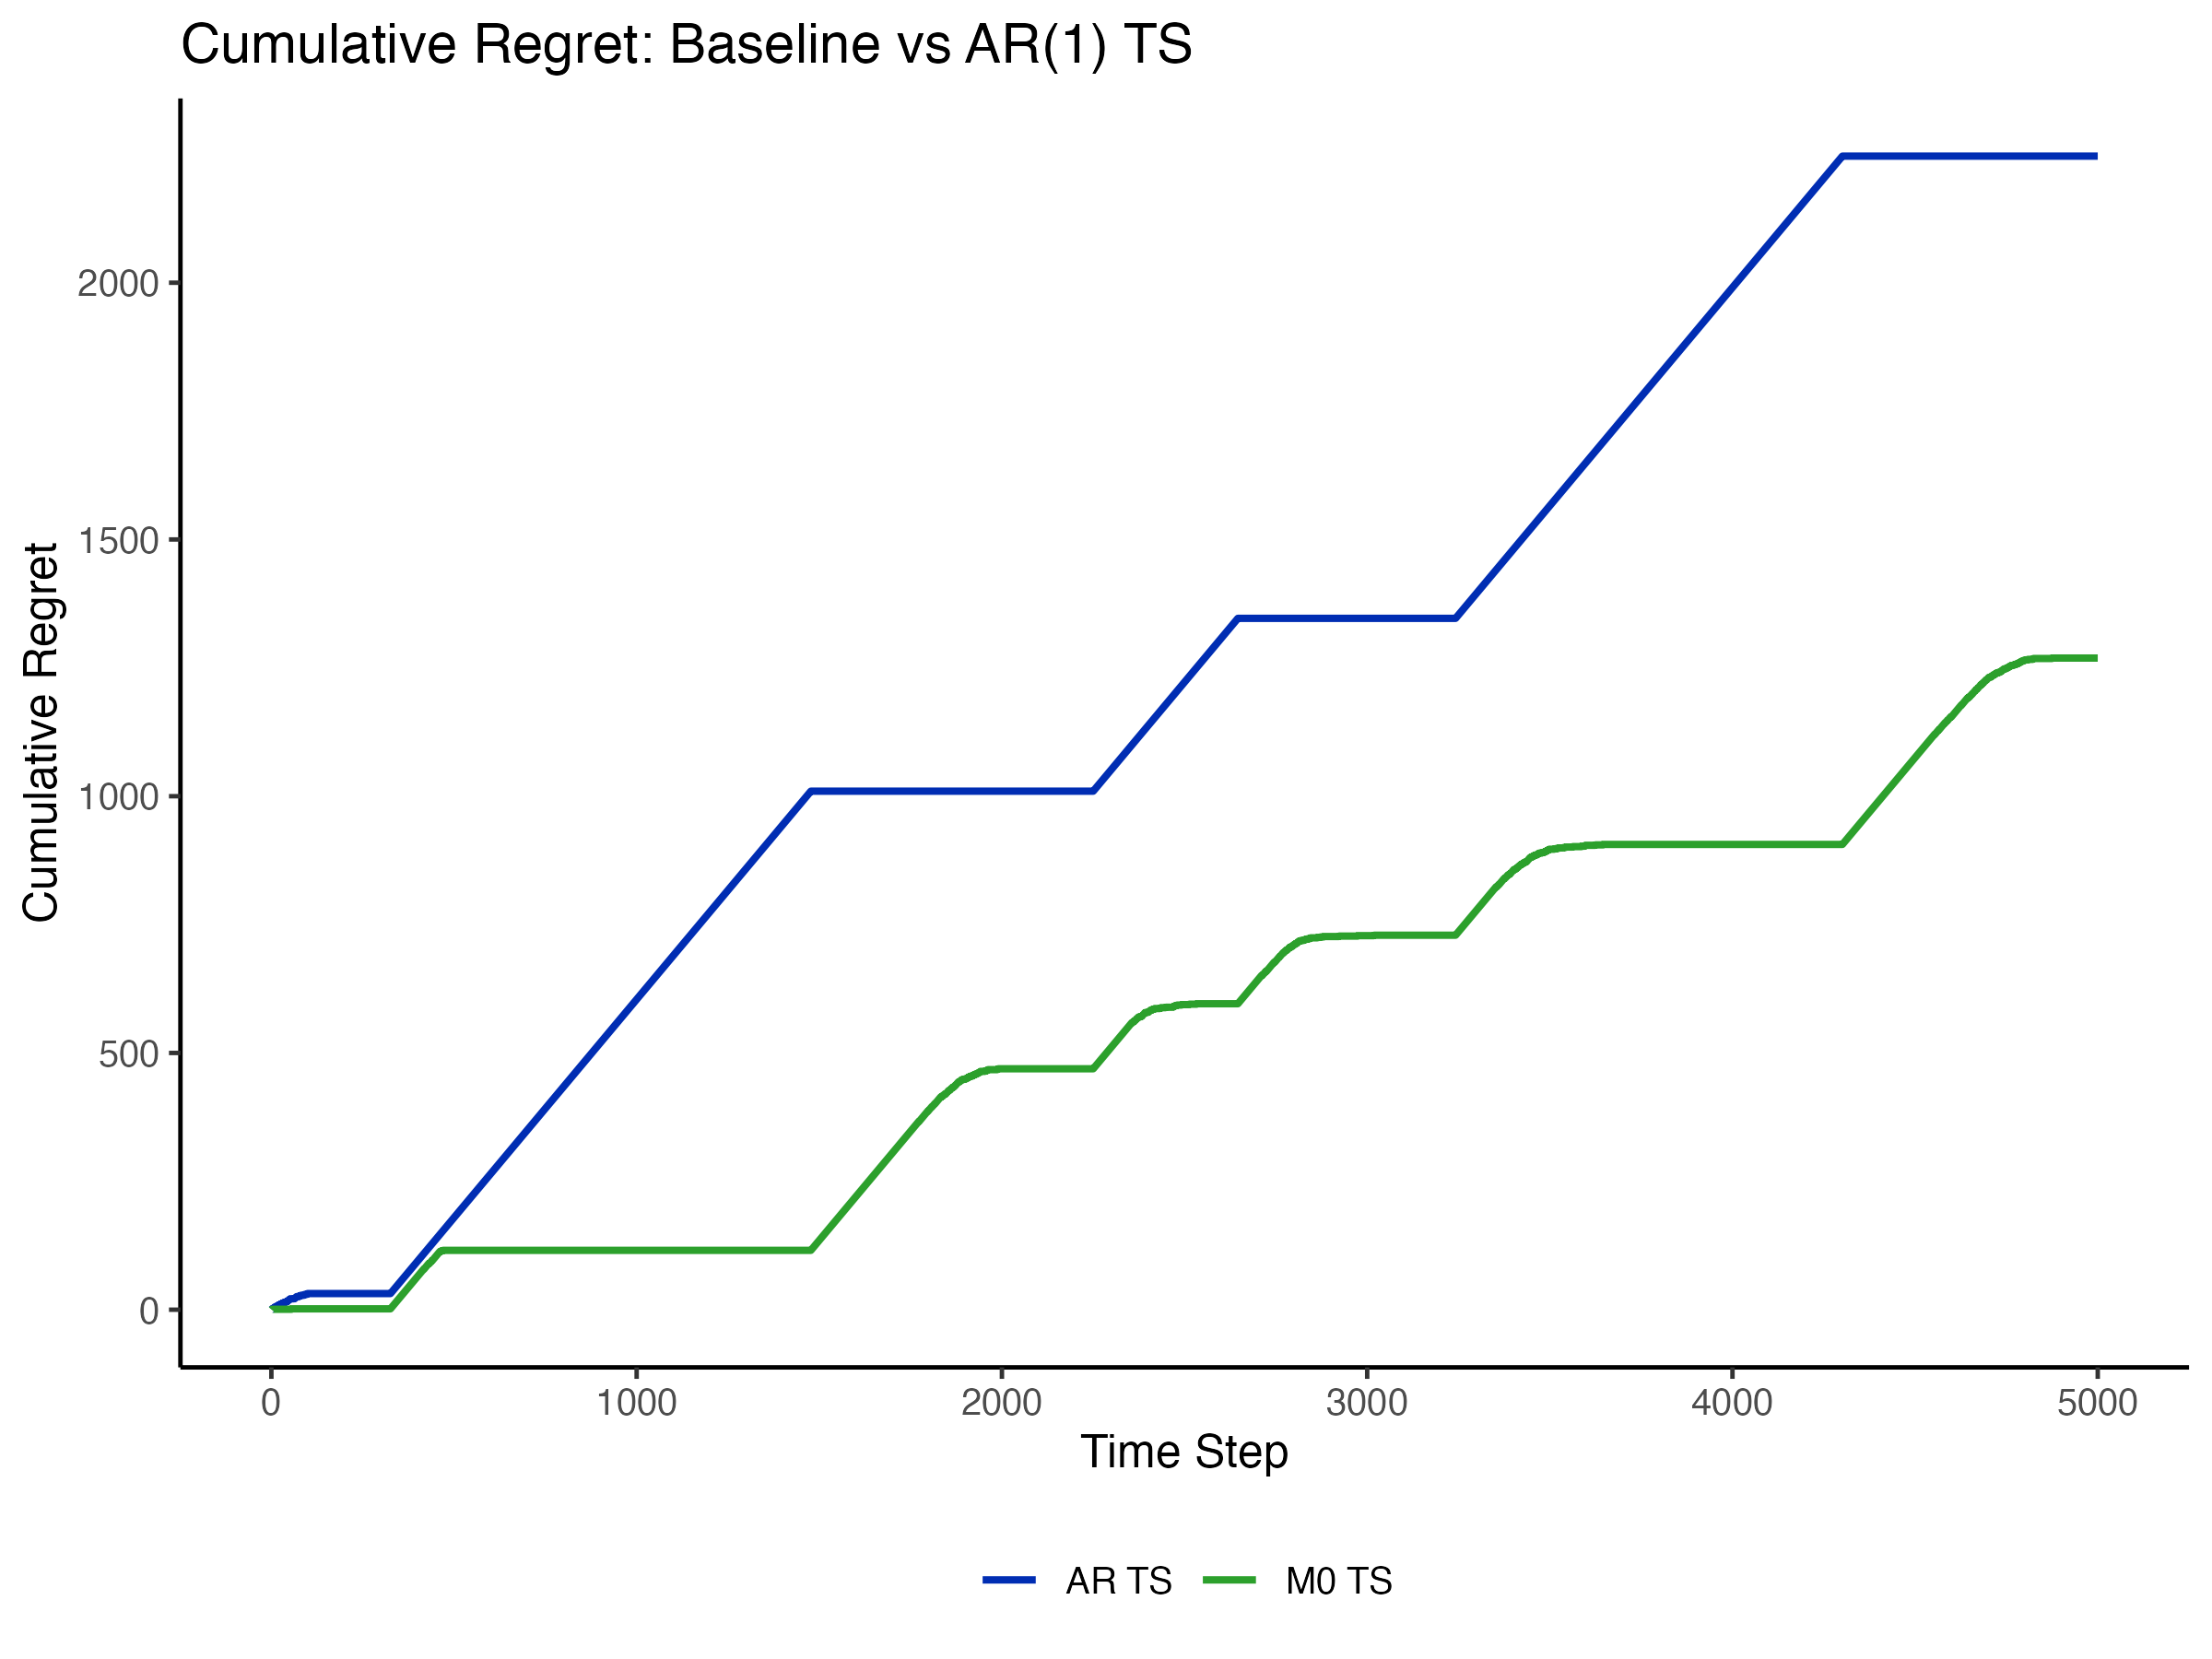 Cumulative Regret: Baseline vs AR(1) TS
Cumulative Regret
2000
1500
1000
500
0
0 1000 2000 3000 4000 5000
Time Step
AR TS M0 TS